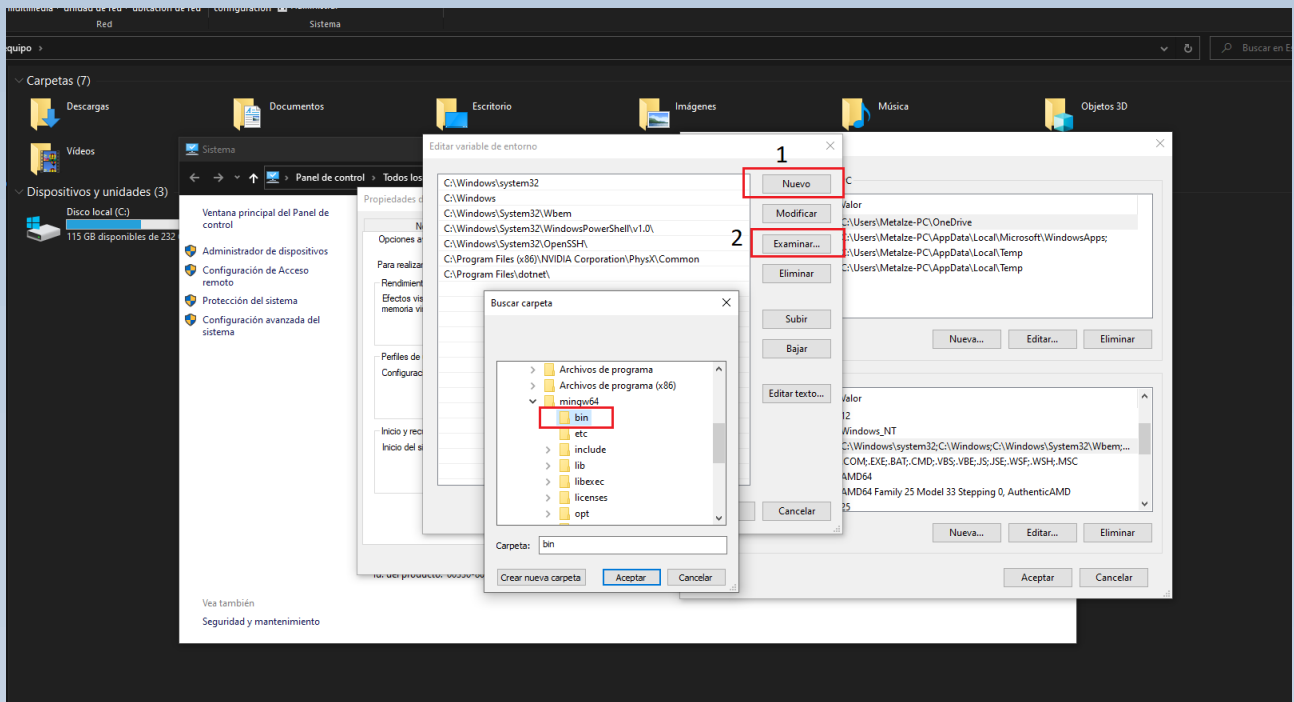 multimedia unidad de red ubicación de red configuración
Red
Sistema
equipo
Buscar en
Carpetas (7)
Descargas
Documentos
Escritorio
Imágenes
Música
Objetos 3D
Vídeos
Dispositivos y unidades (3)
Disco local (C:)
115 GB disponibles de 232
Sistema
Panel de control
Todos los
Ventana principal del Panel de
control
Administrador de dispositivos
Configuración de Acceso
remoto
Protección del sistema
Configuración avanzada del
sistema
Vea también
Seguridad y mantenimiento
Propiedades
Opciones
Para realizar
Rendimient
Efectos vis
memoria vi
Perfiles de
Configurac
Inicio y rec
Inicio del s
Id. del producto:
Editar variable de entorno
C:\Windows\system32
C:\Windows
C:\Windows\System32\Wbem
C:\Windows\System32\WindowsPowerShell\v1.0\
C:\Windows\System32\OpenSSH\
C:\Program Files (x86)\NVIDIA Corporation\PhysX\Common
C:\Program Files\dotnet\
1
Nuevo
Modificar
2
Examinar...
Eliminar
Subir
Bajar
Editar texto...
Cancelar
Buscar carpeta
Archivos de programa
Archivos de programa (x86)
mingw64
bin
etc
include
lib
libexec
licenses
opt
Carpeta: bin
Crear nueva carpeta
Aceptar
Cancelar
C
Valor
C:\Users\Metalze-PC\OneDrive
C:\Users\Metalze-PC\AppData\Local\Microsoft\WindowsApps;
C:\Users\Metalze-PC\AppData\Local\Temp
C:\Users\Metalze-PC\AppData\Local\Temp
Nueva...
Editar...
Eliminar
Valor
12
Windows_NT
C:\Windows\system32;C:\Windows;C:\Windows\System32\Wbem;...
.COM;.EXE;.BAT;.CMD;.VBS;.VBE;.JS;.JSE;.WSF;.WSH;.MSC
AMD64
AMD64 Family 25 Model 33 Stepping 0, AuthenticAMD
25
Nueva...
Editar...
Eliminar
Aceptar
Cancelar